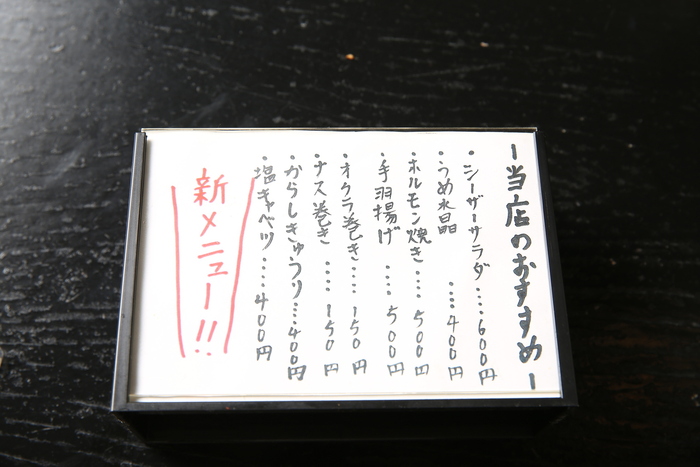 ー当店のおすすめー
・シーザーサラダ‥‥600円
・うめ水晶‥‥400円
・ホルモン焼き‥‥500円
・手羽揚げ‥‥500円
・オクラ巻き‥‥150円
・ナス巻き‥‥150円
・からしきゅうり‥‥400円
・塩キャベツ‥‥400円
新メニュー!!